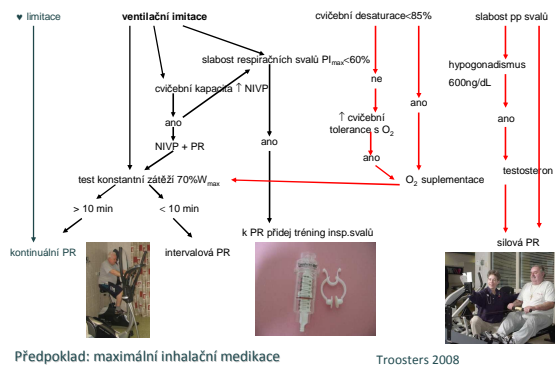 ♥ limitace
ventilační imitace
cvičební desaturace<85%
slabost pp svalů
slabost respiračních svalů PImax<60%
hypogonadismus
600ng/dL
ne
cvičební kapacita ↑ NIVP
ano
↑ cvičební
tolerance s O2
ano
ano
NIVP + PR
ano
ano
testosteron
test konstantní zátěží 70%Wmax
O2 suplementace
> 10 min
< 10 min
k PR přidej tréning insp.svalů
silová PR
kontinuální PR
intervalová PR
Předpoklad: maximální inhalační medikace
Troosters 2008